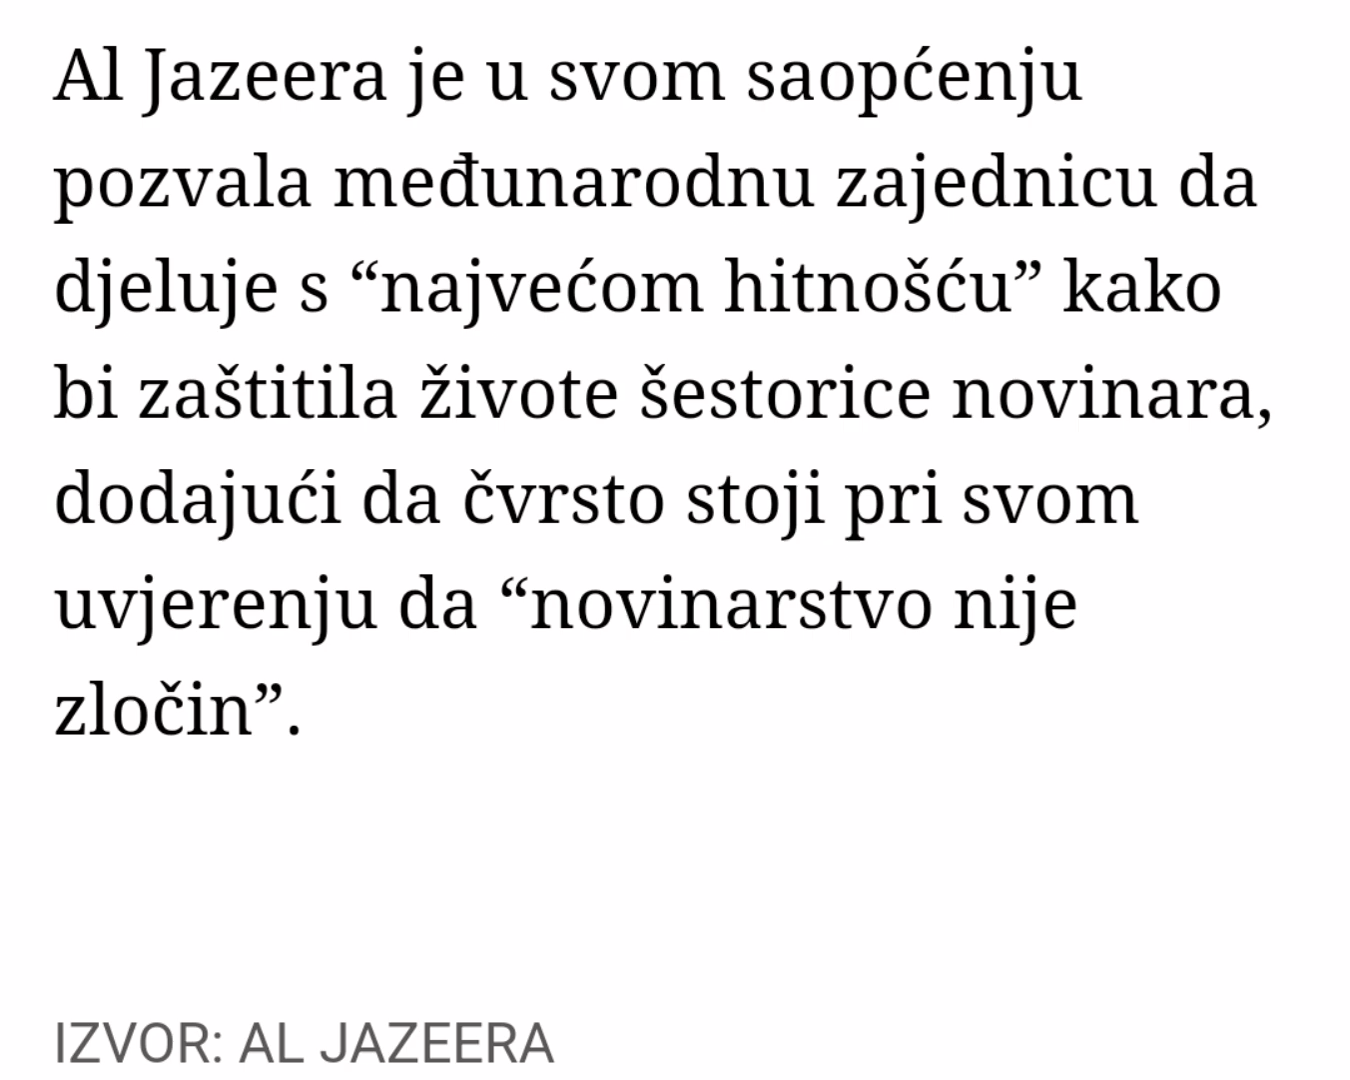 Al Jazeera je u svom saopćenju
pozvala međunarodnu zajednicu da
djeluje s “najvećom hitnošću” kako
bi zaštitila živote šestorice novinara,
dodajući da čvrsto stoji pri svom
uvjerenju da “novinarstvo nije
zločin”.
IZVOR: AL JAZEERA